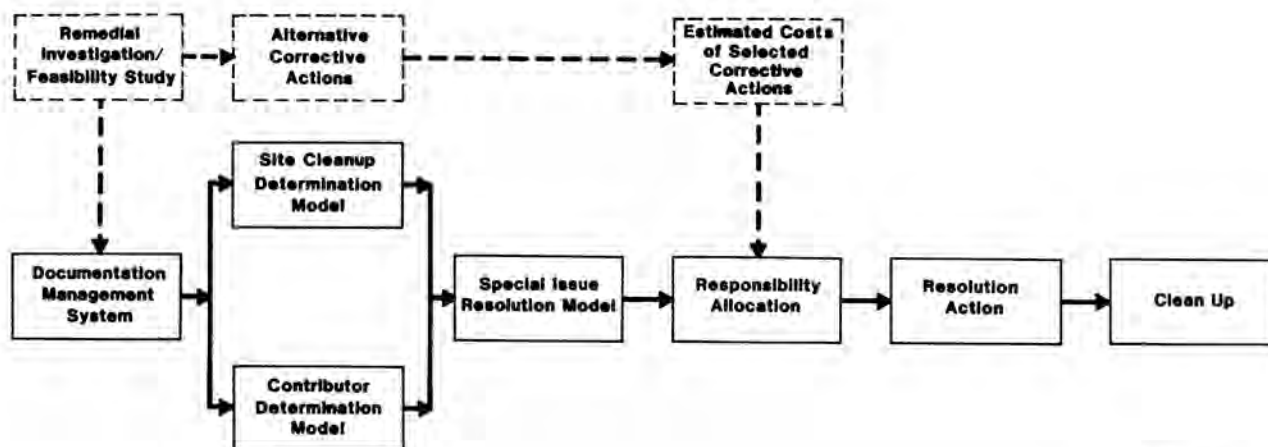 Remedial
Investigation/
Feasibility Study
Alternative
Corrective
Actions
Estimated Costs
of Selected
Corrective
Actions
Site Cleanup
Determination
Model
Documentation
Management
System
Special Issue
Resolution Model
Responsibility
Allocation
Resolution
Action
Clean Up
Contributor
Determination
Model